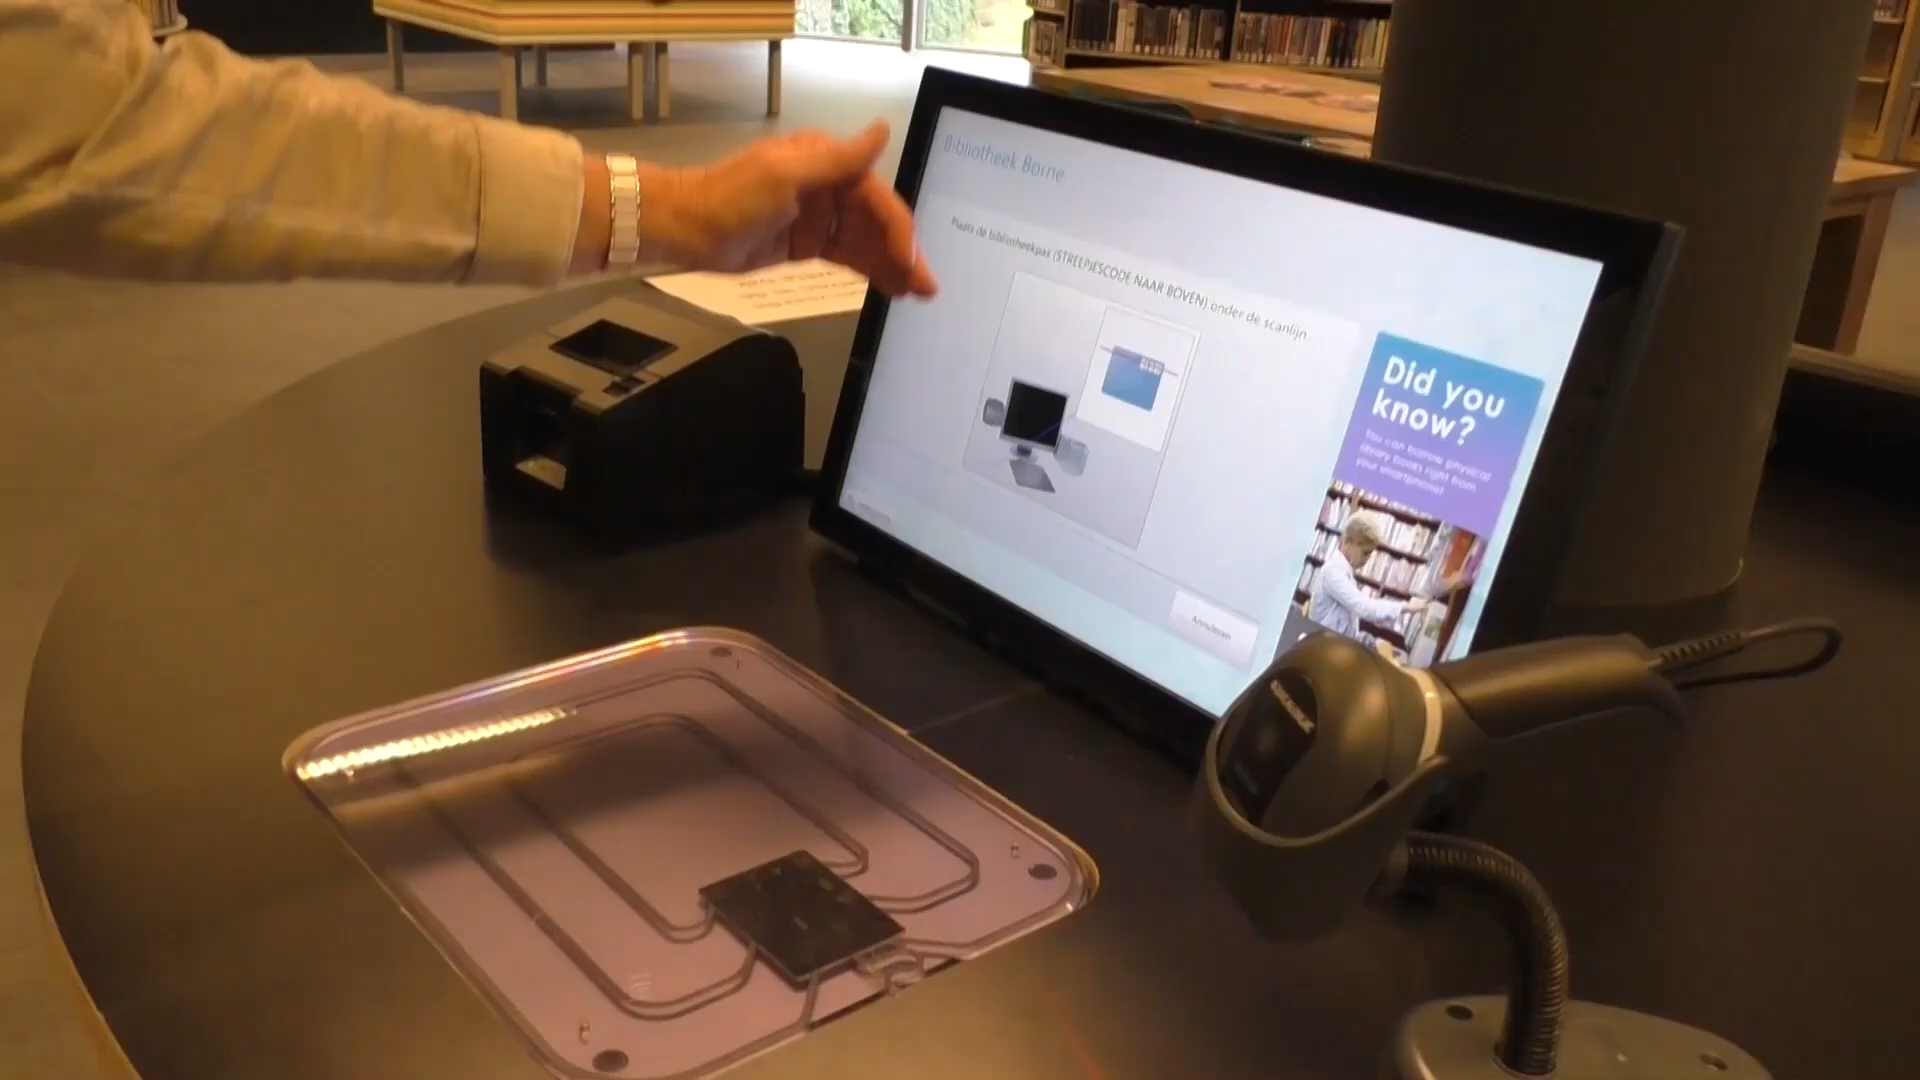 Bibliotheek Borne
Plaats de bibliotheekpas (STREEPJESCODE NAAR BOVEN) onder de scanlijn
Did you
know?
You can borrow physical
library books right from
your smartphone!
Annuleren